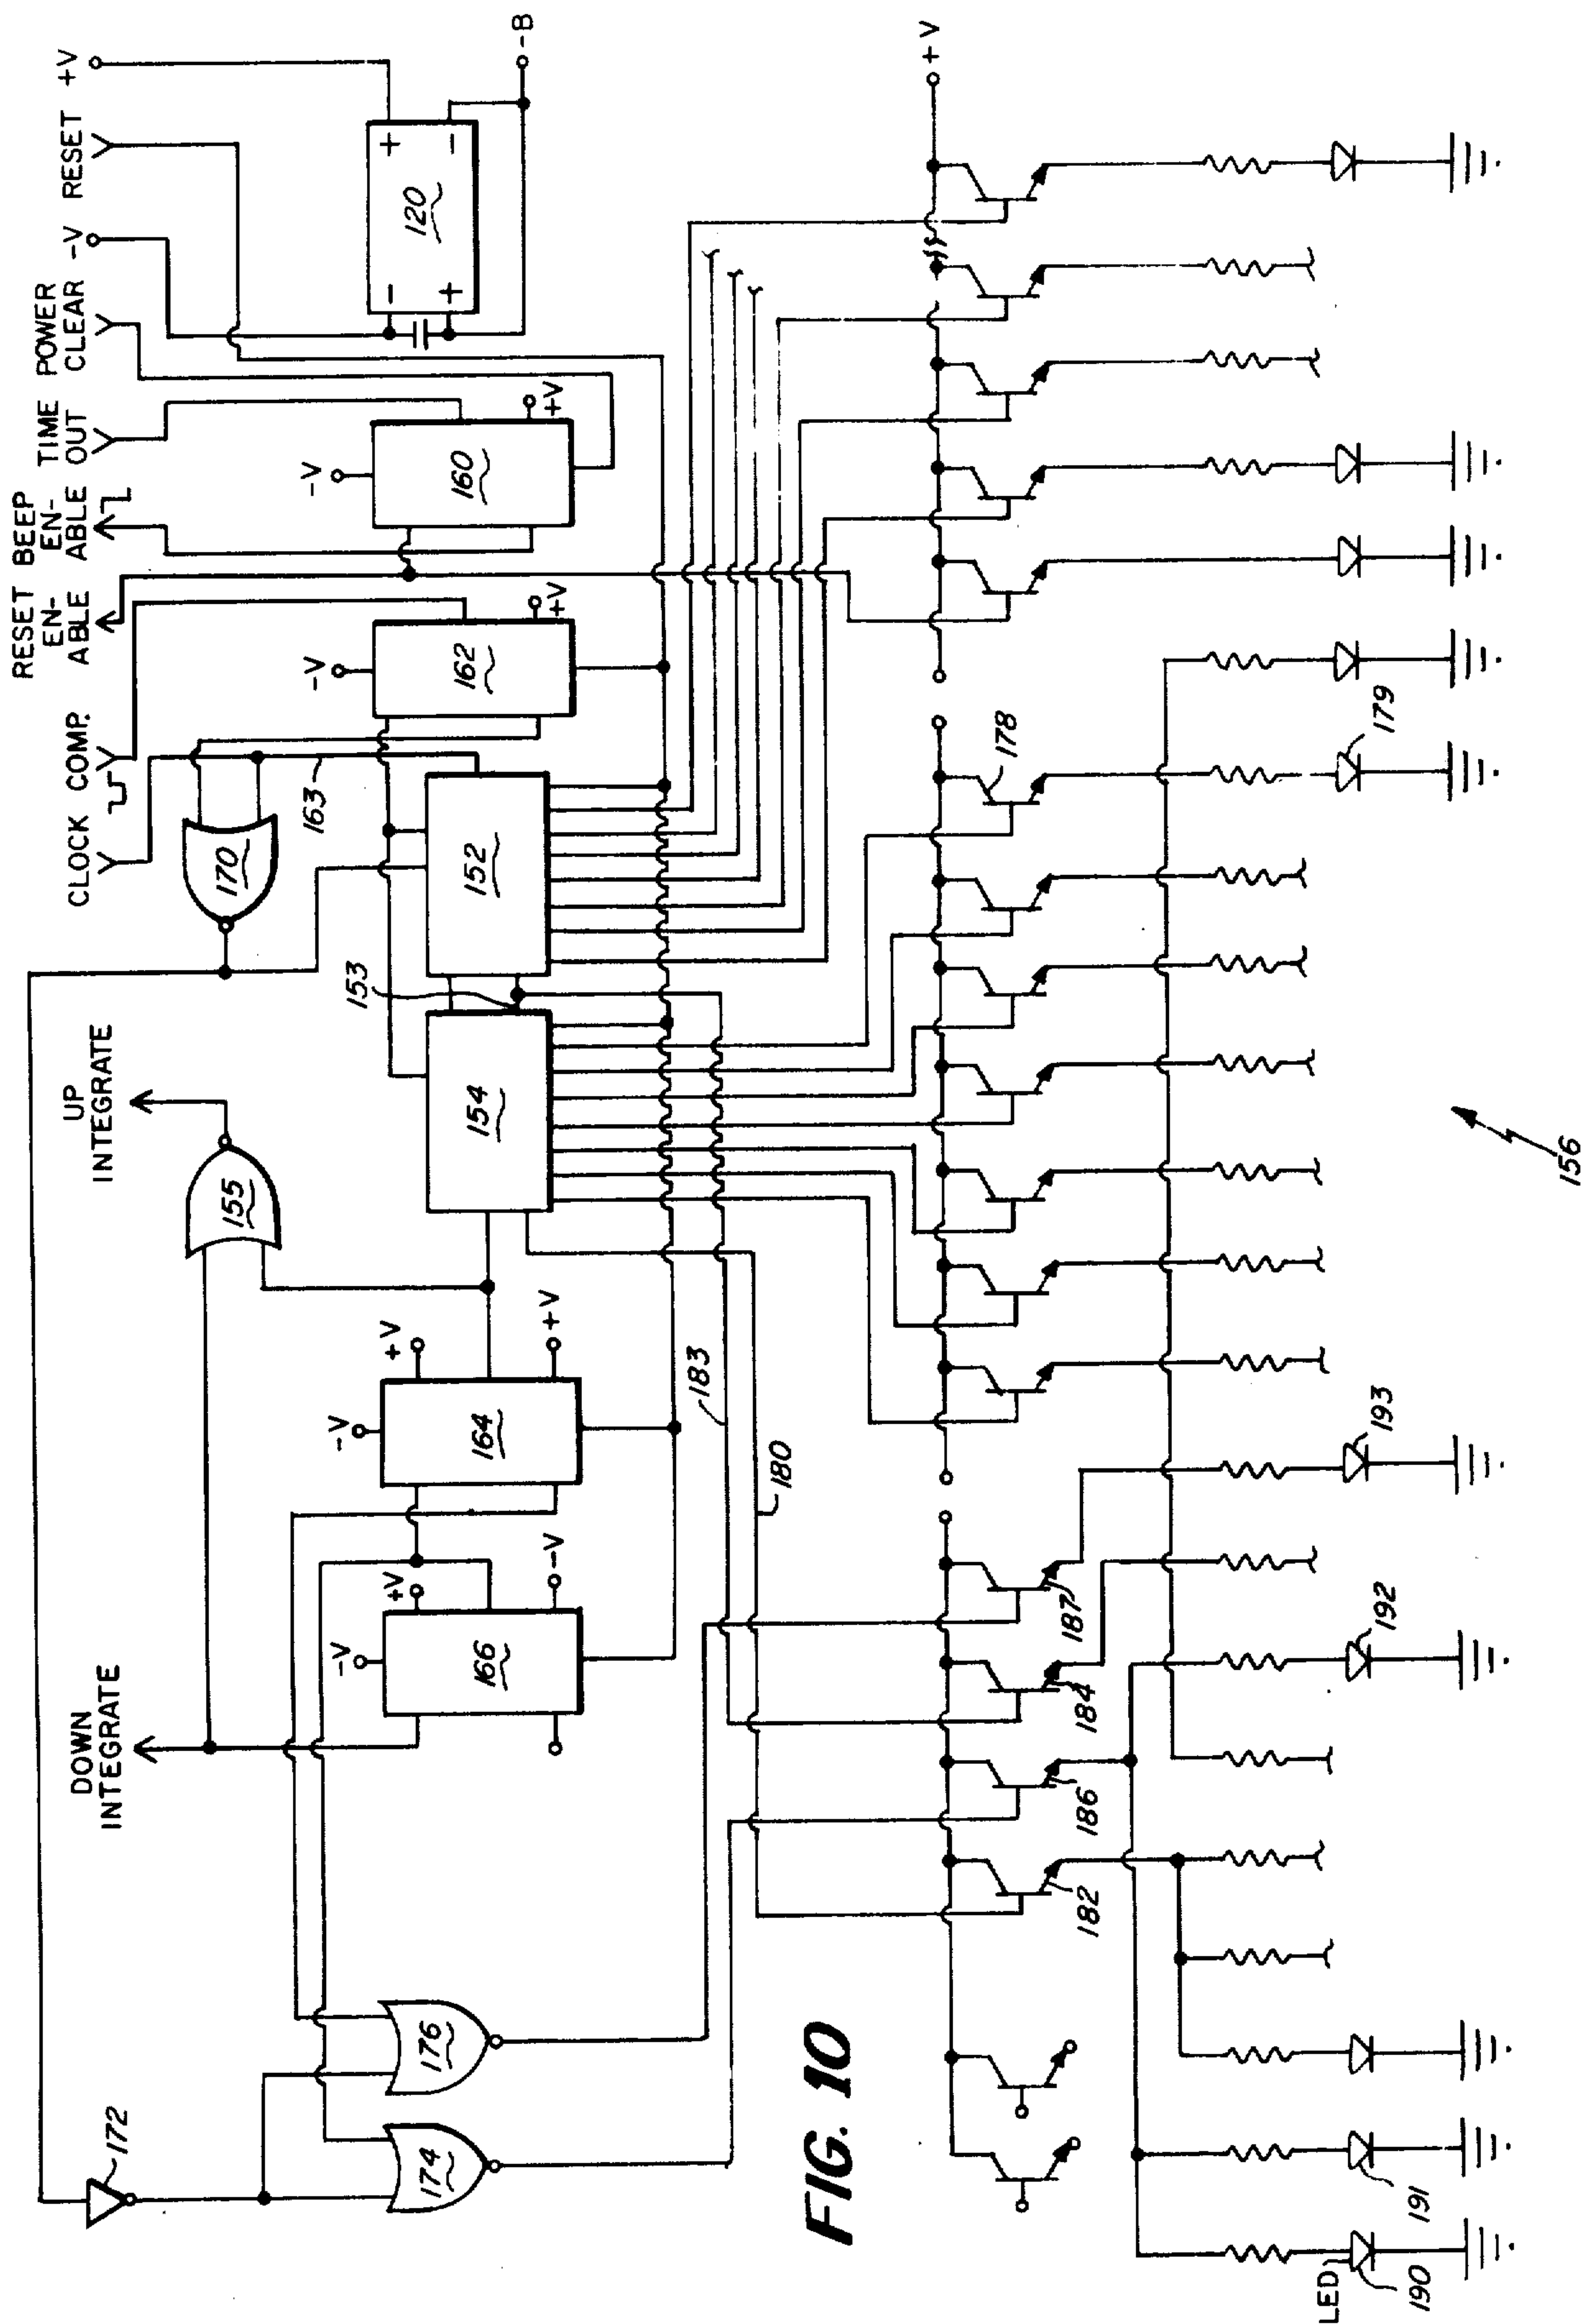 DOWN
INTEGRATE
UP
INTEGRATE
CLOCK
COMP.
RESET
EN-
ABLE
BEEP
EN-
ABLE
TIME
OUT
POWER
CLEAR
-V
RESET
+V
172
170
155
163
-V
-V
-V
-V
120
+
-
-
+
-B
160
+V
162
+V
152
153
154
+V
164
+V
+V
166
-V
176
174
183
180
+V
178
187
184
186
182
179
193
192
191
190
LED
156
FIG. 10